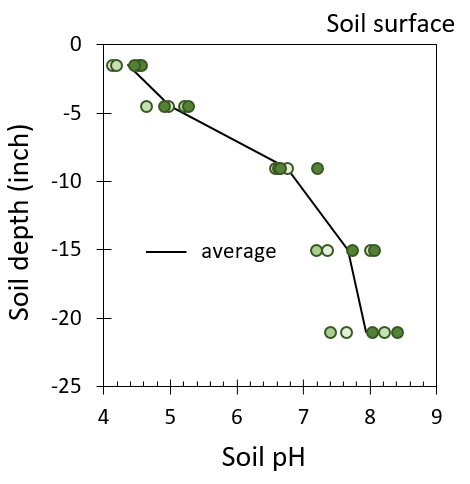 Soil surface
0
-5
-10
-15
-20
-25
Soil depth (inch)
average
4 5 6 7 8 9
Soil pH